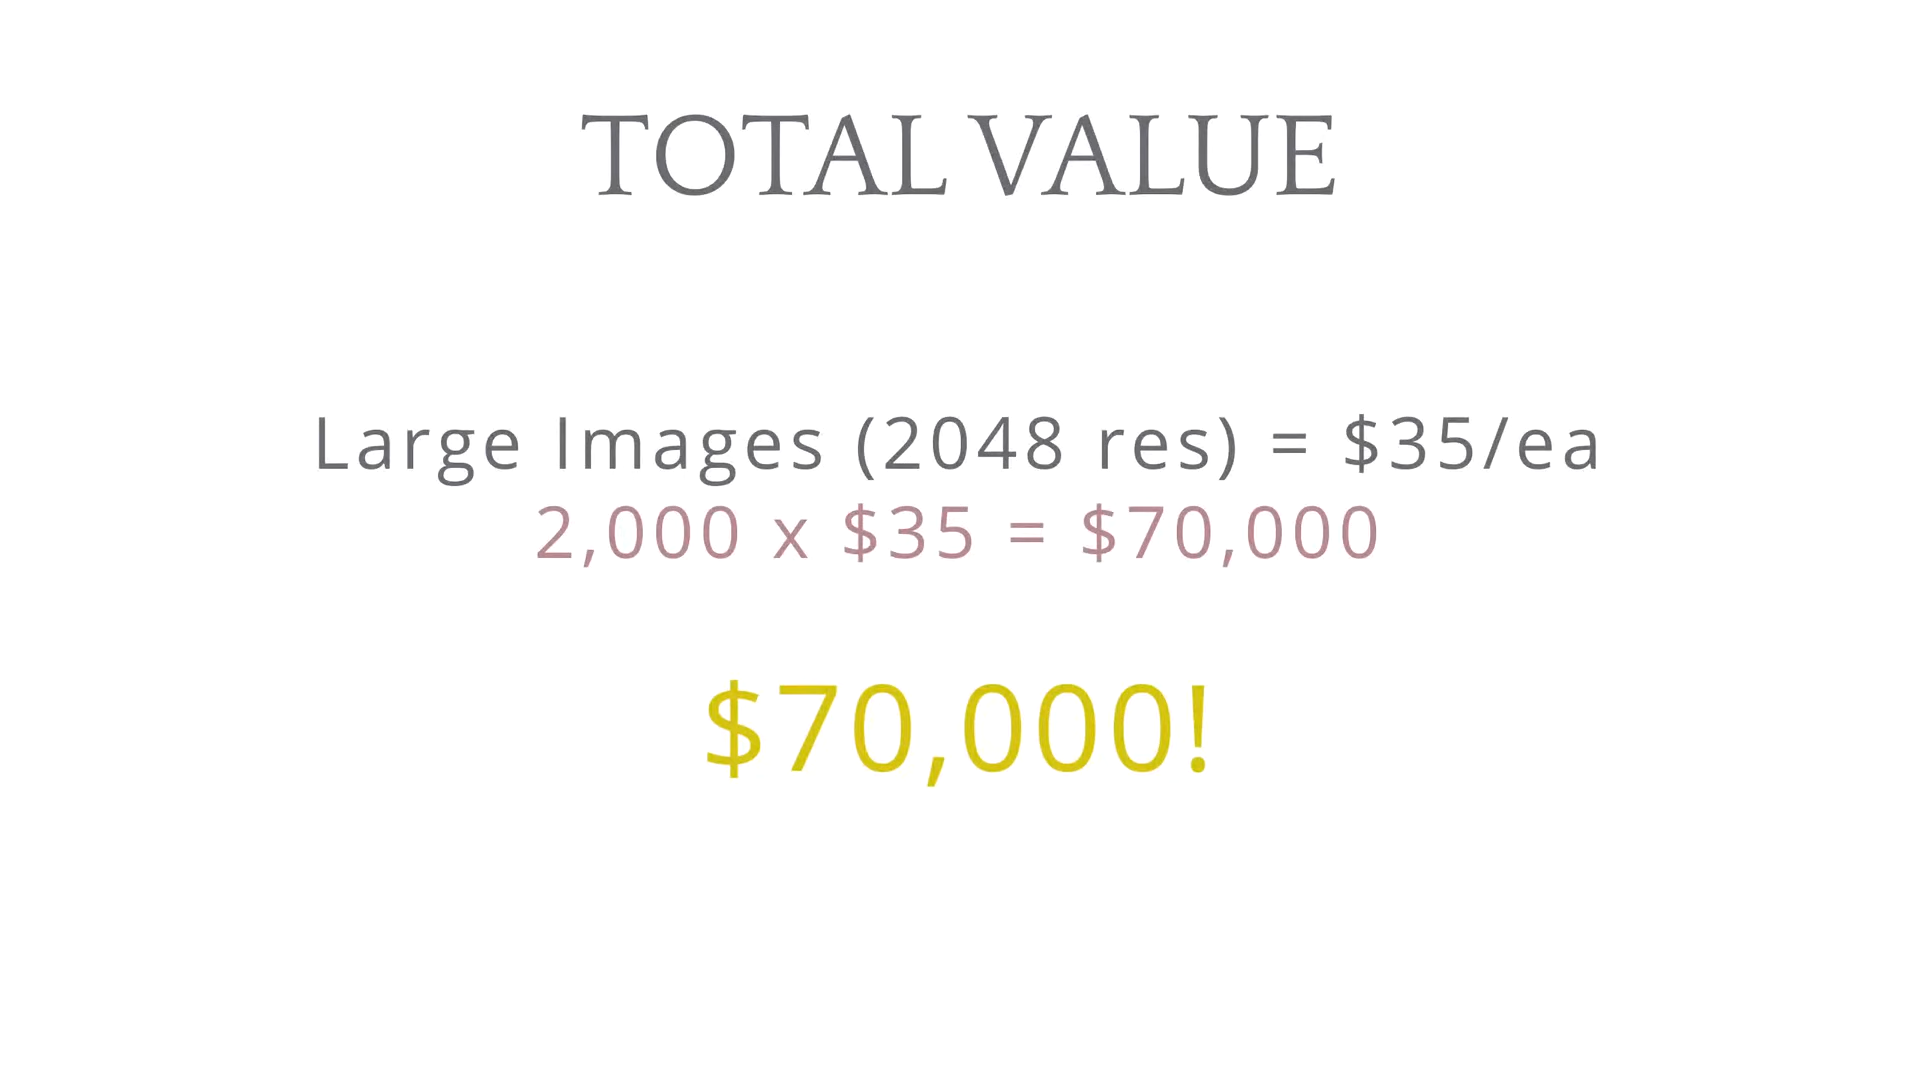 TOTAL VALUE
Large Images (2048 res) = $35/ea
2,000 x $35 = $70,000
$70,000!